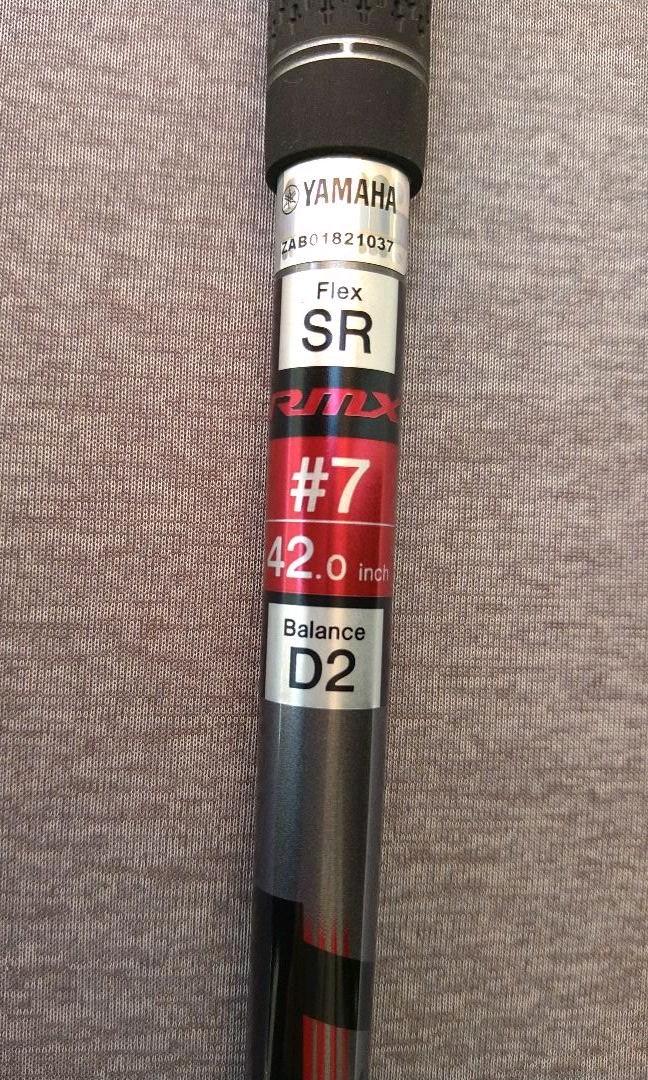 YAMAHA
ZAB01821037
Flex
SR
RMX
#7
42.0 inch
Balance
D2